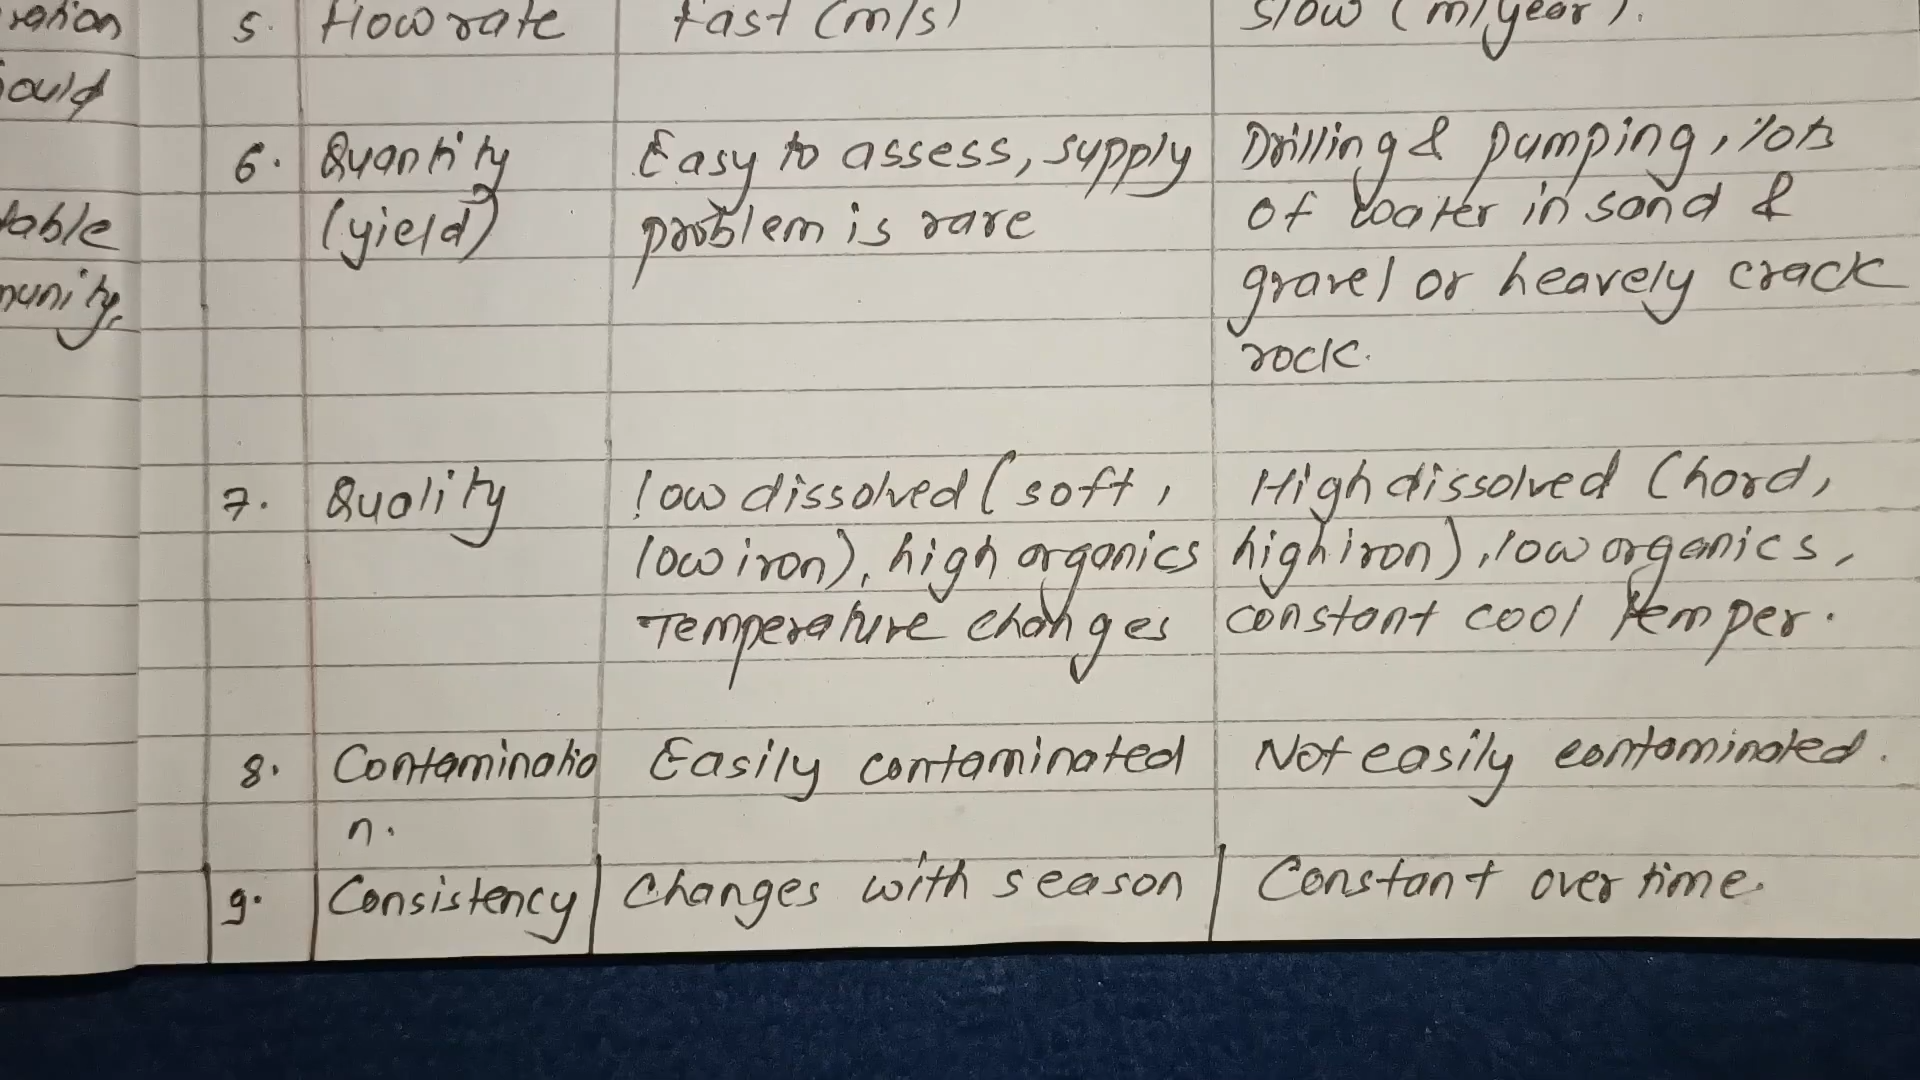 5. Flow rate fast (m/s) slow (m/year).
ould
6. Quantity Easy to assess, supply Drilling & pumping, lots
table (yield) problem is rare of water in sand &
munity, gravel or heavely crack
rock.
7. Quality low dissolved (soft, High dissolved (hard,
low iron), high organics high iron), low organics,
Temperature changes constant cool temper.
8. Contaminatio Easily contaminated Not easily contaminated.
n.
9. Consistency Changes with season Constant over time.